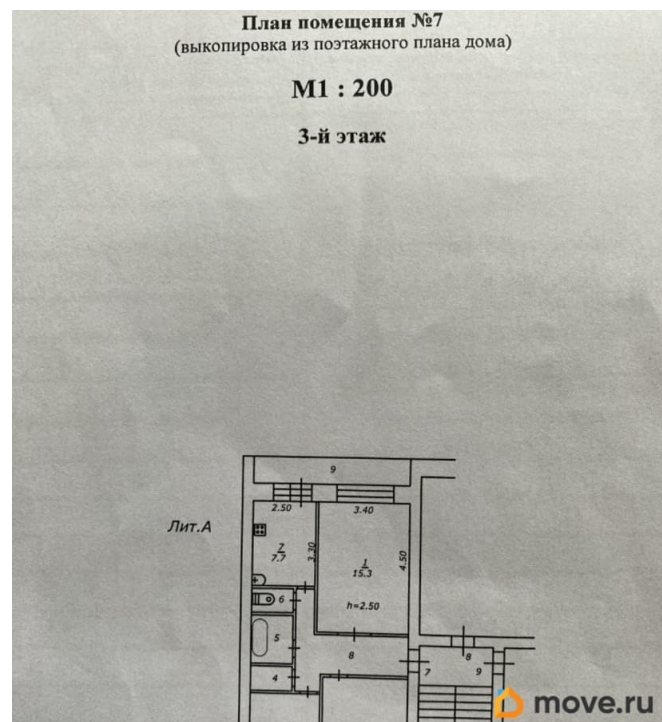 План помещения №7
(выкопировка из поэтажного плана дома)
М1 : 200
3-й этаж
9
2.50
3.40
Лит.А
7
7.7
3.30
1
15.3
4.50
6
h=2.50
5
8
8
7
9
4
move.ru